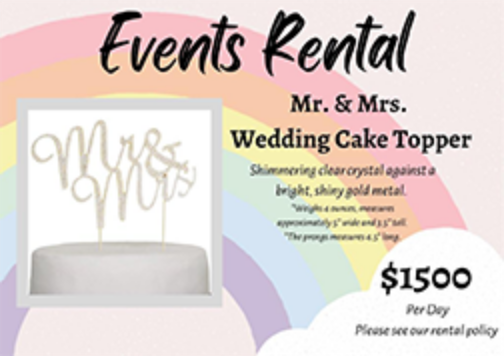 Events Rental
Mr. & Mrs.
Wedding Cake Topper
Mr&
Mrs
Shimmering clear crystal against a
bright, shiny gold metal.
*Weighs 4 ounces, measures
approximately 5" wide and 3.5" tall.
*The prongs measures 4.5" long.
$1500
Per Day
Please see our rental policy